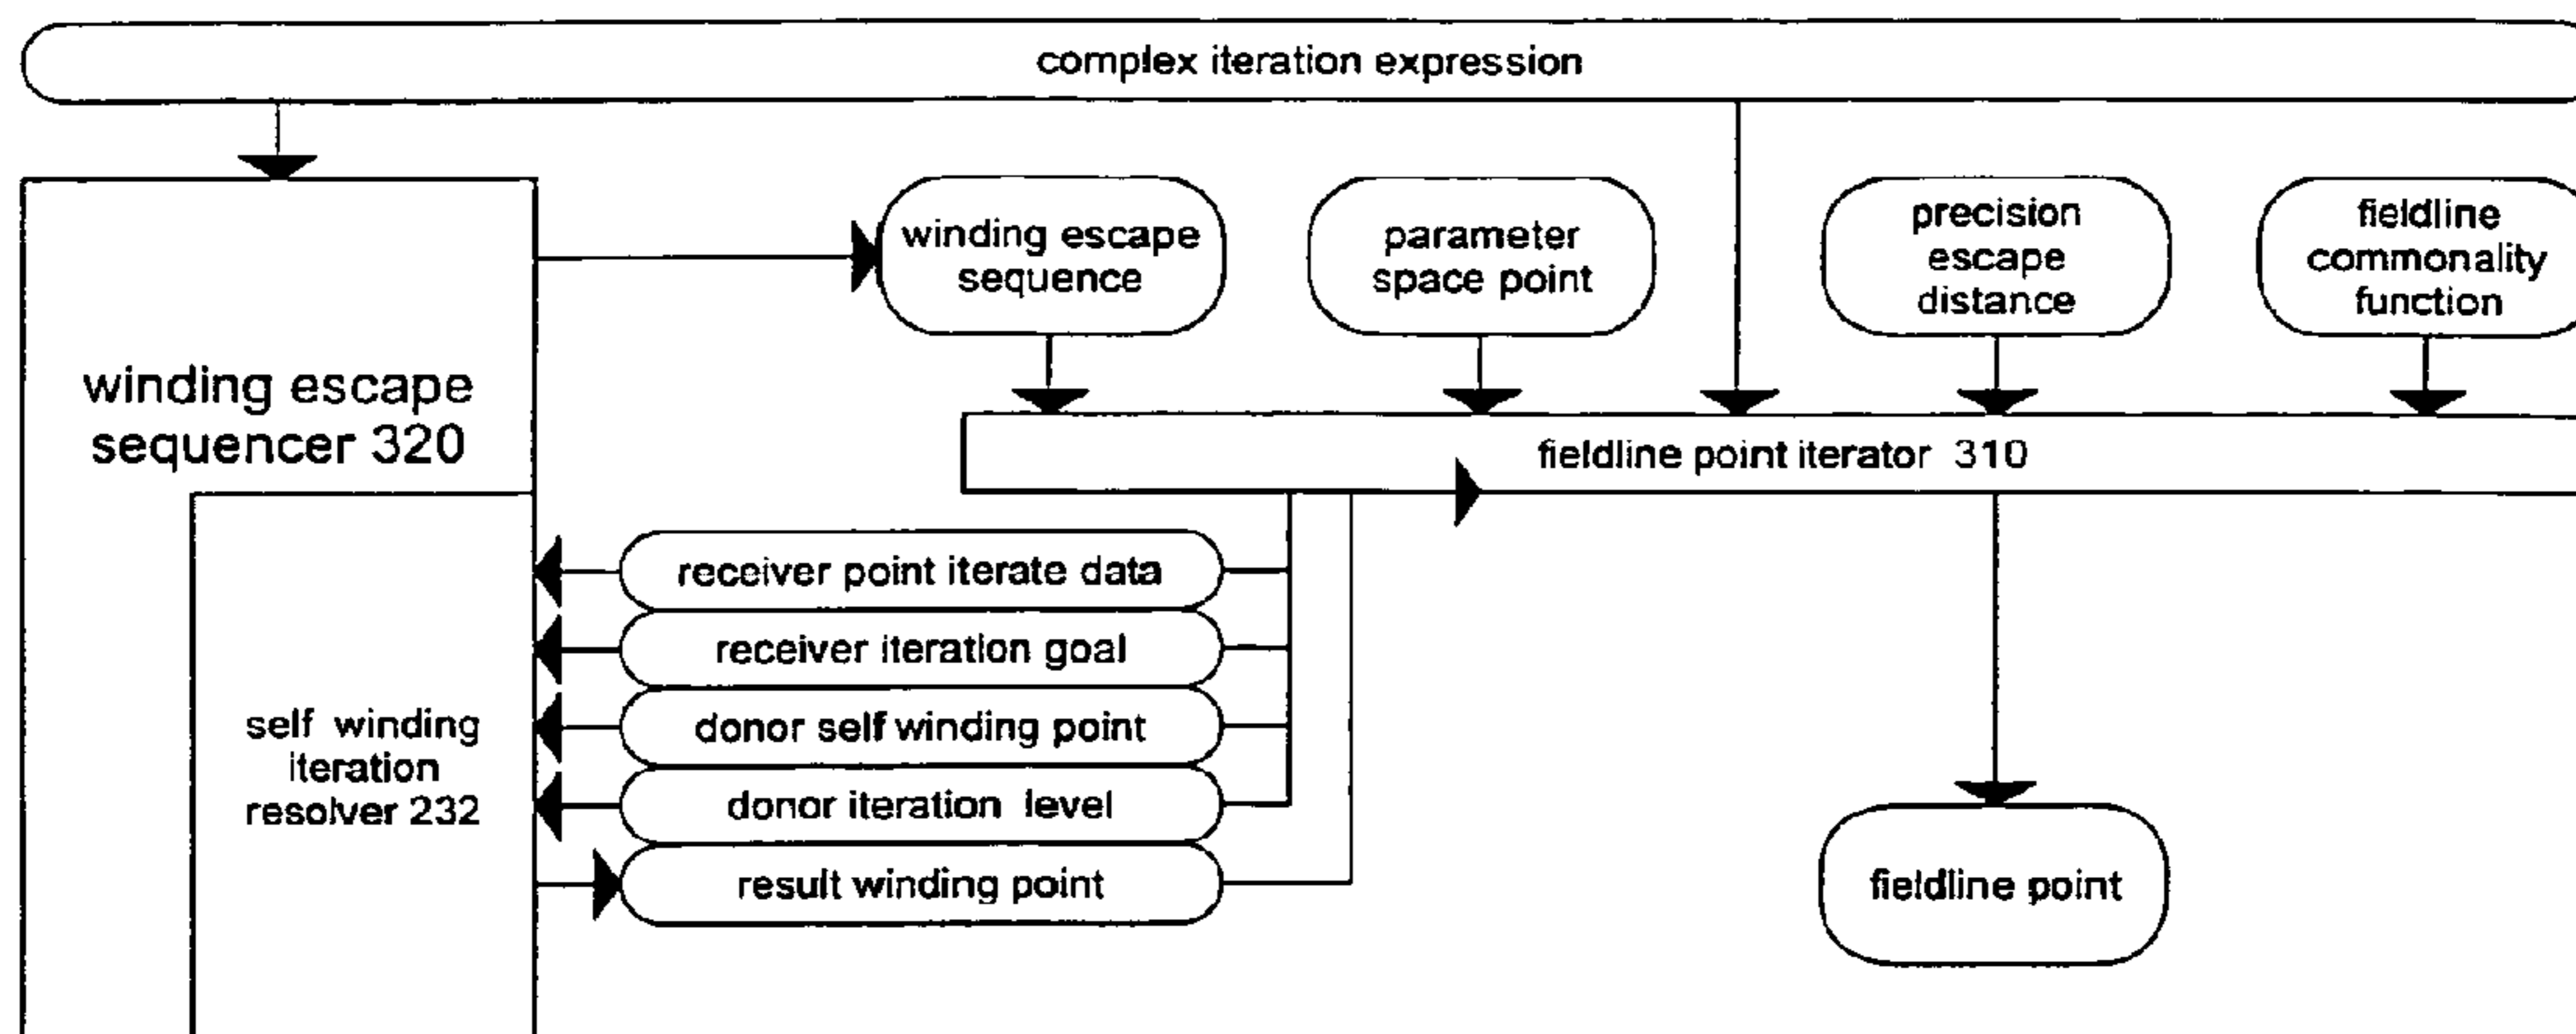 complex iteration expression
winding escape
sequence
parameter
space point
precision
escape
distance
fieldline
commonality
function
winding escape
sequencer 320
fieldline point iterator 310
receiver point iterate data
receiver iteration goal
donor self winding point
donor iteration level
result winding point
self winding
iteration
resolver 232
fieldline point